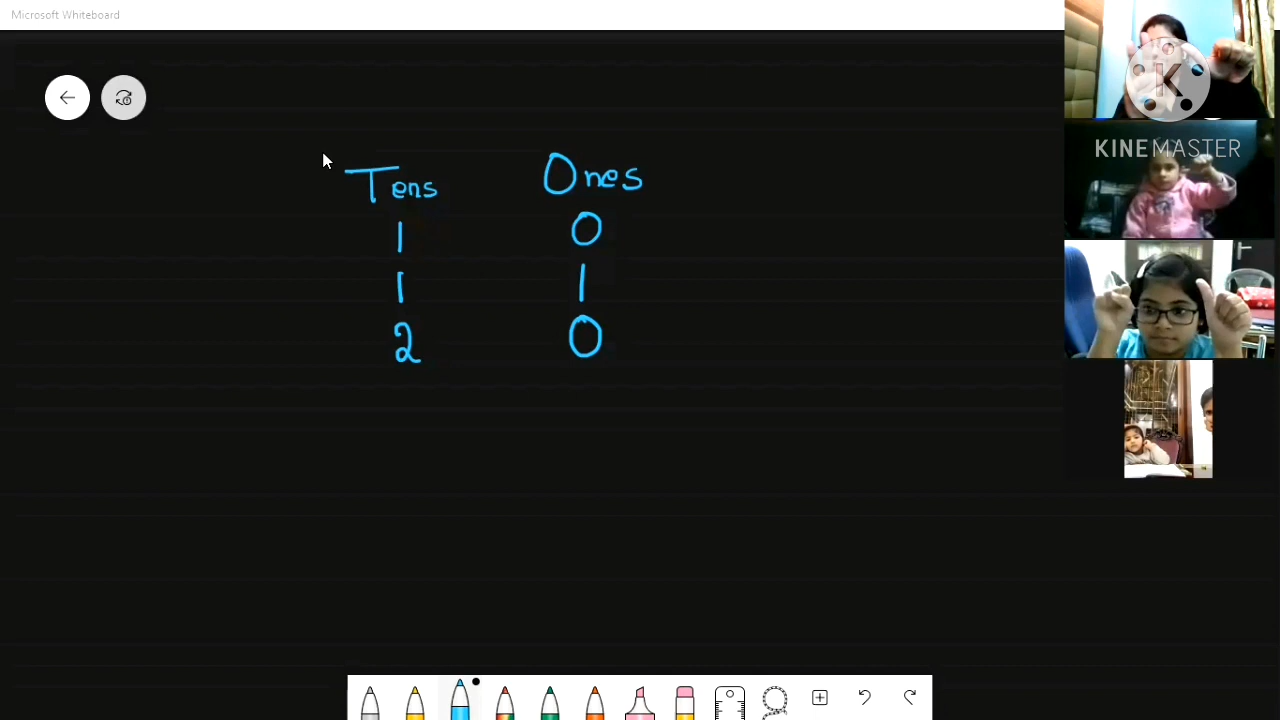 Microsoft Whiteboard
Tens Ones
1 0
1 1
2 0
K
KINEMASTER